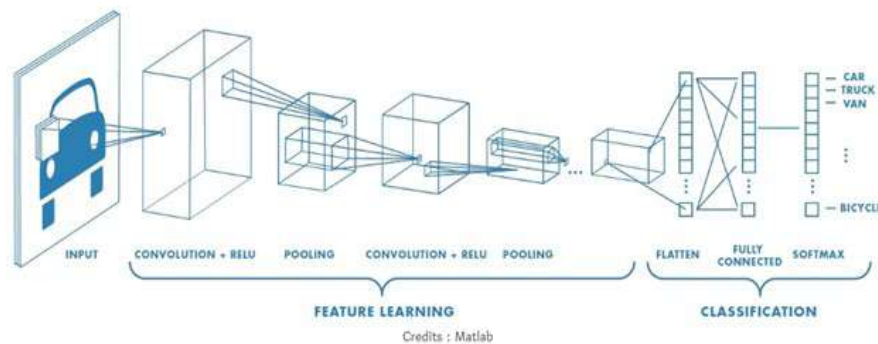 CAR
TRUCK
VAN
BICYCLE
INPUT
CONVOLUTION + RELU
POOLING
CONVOLUTION + RELU
POOLING
FLATTEN
FULLY
CONNECTED
SOFTMAX
FEATURE LEARNING
CLASSIFICATION
Credits : Matlab